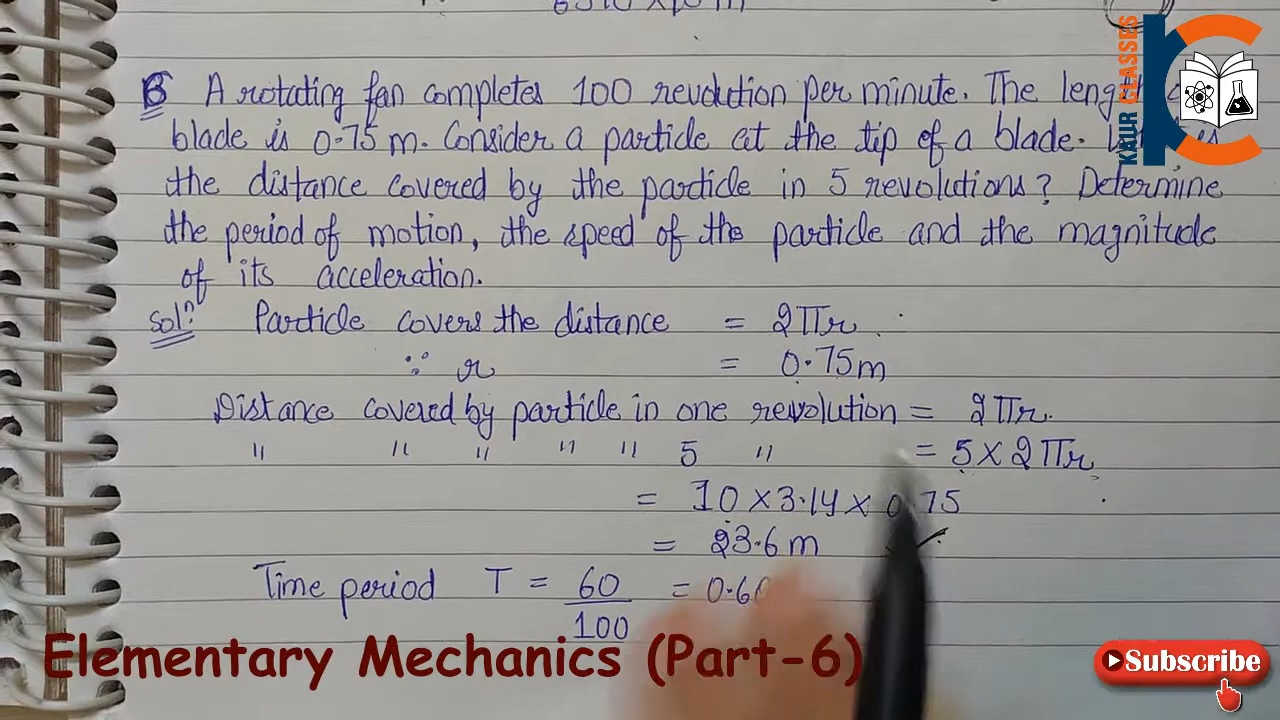 KAUR CLASSES
B A rotating fan completes 100 revolution per minute. The length
blade is 0.75 m. Consider a particle at the tip of a blade.
the distance covered by the particle in 5 revolutions? Determine
the period of motion, the speed of the particle and the magnitude
of its acceleration.
Solⁿ. Particle covers the distance = 2πr
∵ r = 0.75m
Distance covered by particle in one revolution = 2πr.
" " " " " 5 " = 5×2πr
= 10 × 3.14 × 0.75
= 23.6 m
Time period T = 60/100 = 0.60
Elementary Mechanics (Part-6)
Subscribe